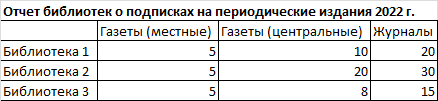 Отчет библиотек о подписках на периодические издания 2022 г.
Газеты (местные) Газеты (центральные) Журналы
Библиотека 1 5 10 20
Библиотека 2 5 20 30
Библиотека 3 5 8 15